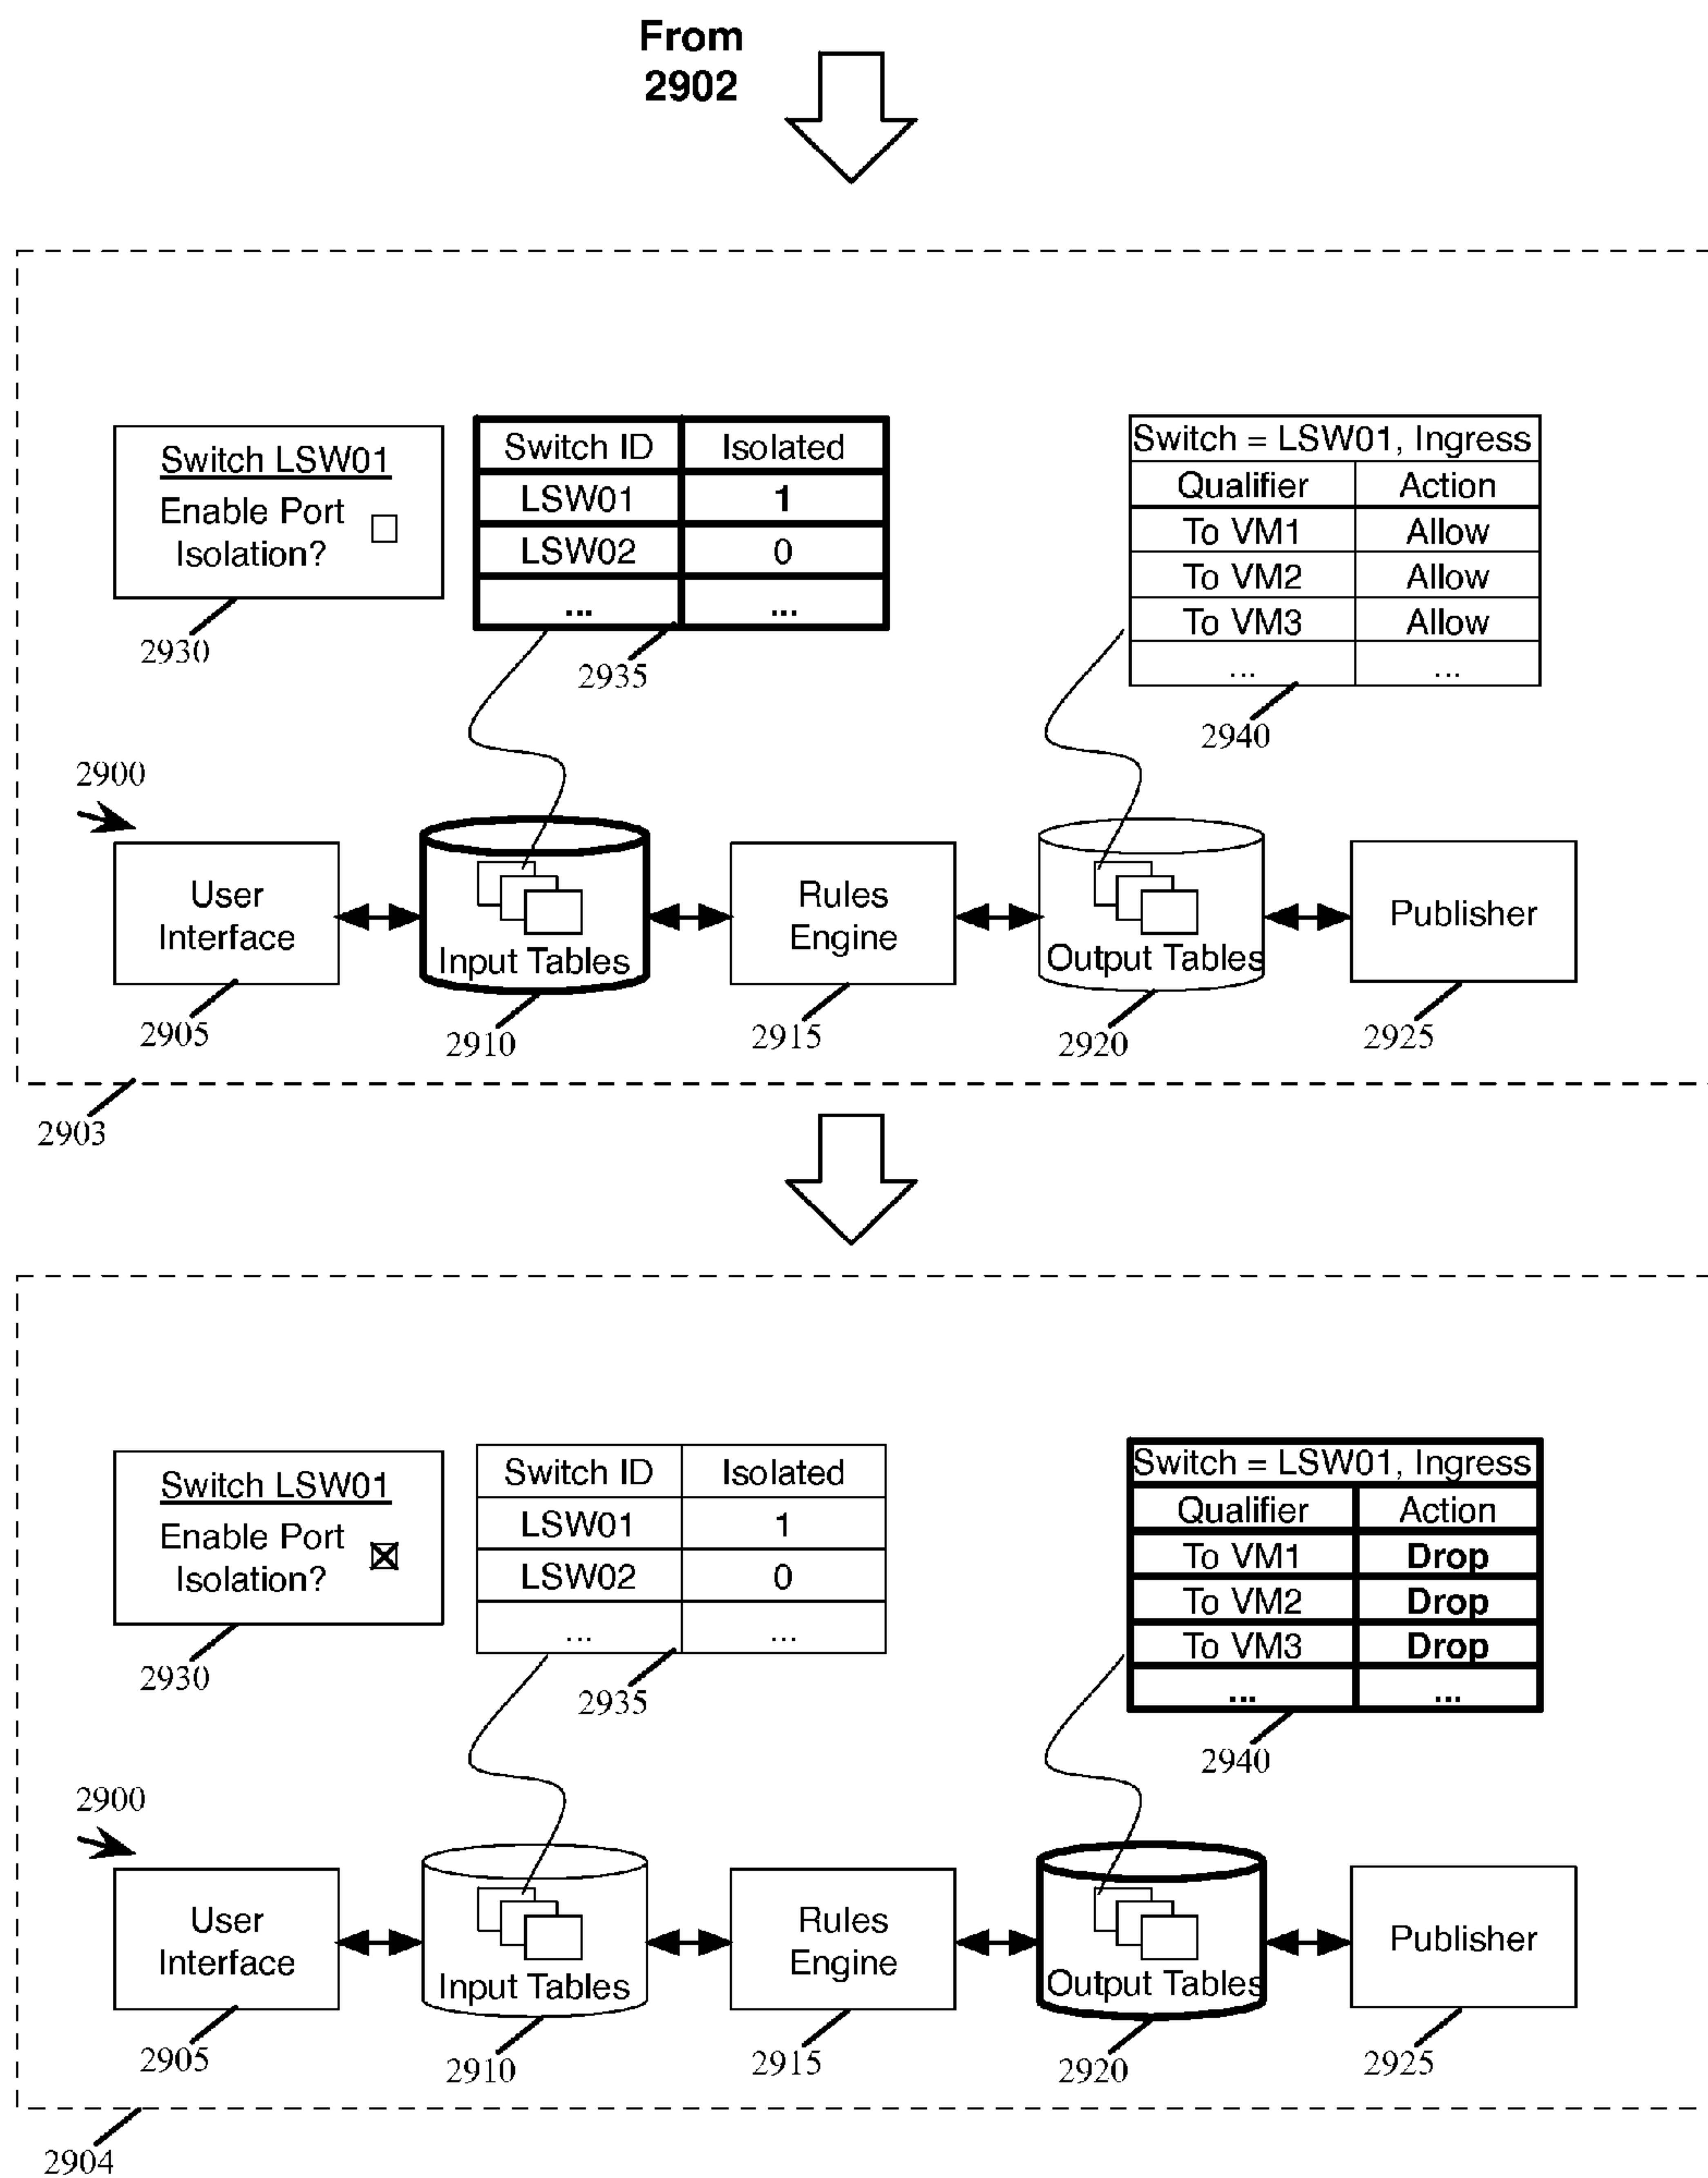 From
2902
Switch LSW01
Enable Port
Isolation?
2930
Switch ID Isolated
LSW01 1
LSW02 0
... ...
2935
Switch = LSW01, Ingress
Qualifier Action
To VM1 Allow
To VM2 Allow
To VM3 Allow
... ...
2940
2900
User
Interface
2905
Input Tables
2910
Rules
Engine
2915
Output Tables
2920
Publisher
2925
2903
Switch LSW01
Enable Port
Isolation?
2930
Switch ID Isolated
LSW01 1
LSW02 0
... ...
2935
Switch = LSW01, Ingress
Qualifier Action
To VM1 Drop
To VM2 Drop
To VM3 Drop
... ...
2940
2900
User
Interface
2905
Input Tables
2910
Rules
Engine
2915
Output Tables
2920
Publisher
2925
2904